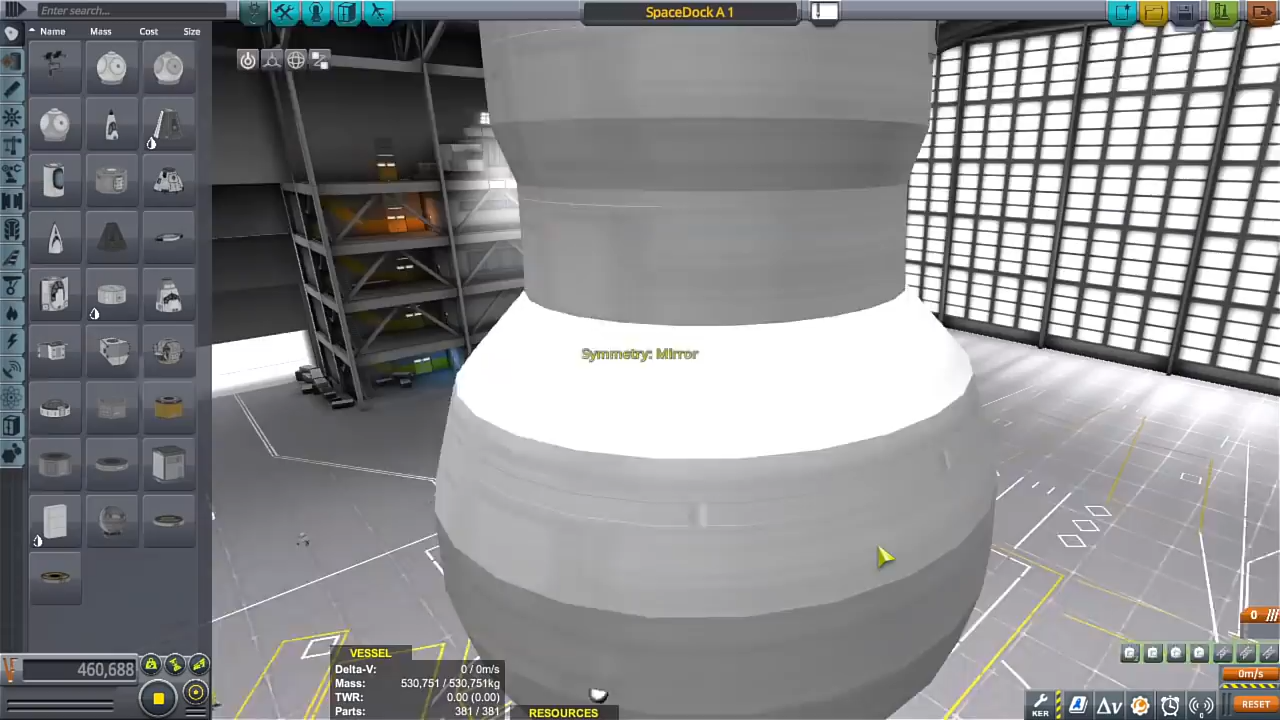 Enter search...
SpaceDock A 1
Name Mass Cost Size
Symmetry: Mirror
0
460,688
VESSEL
Delta-V: 0 / 0m/s
Mass: 530,751 / 530,751kg
TWR: 0.00 (0.00)
Parts: 381 / 381
RESOURCES
0m/s
KER
Δv
RESET